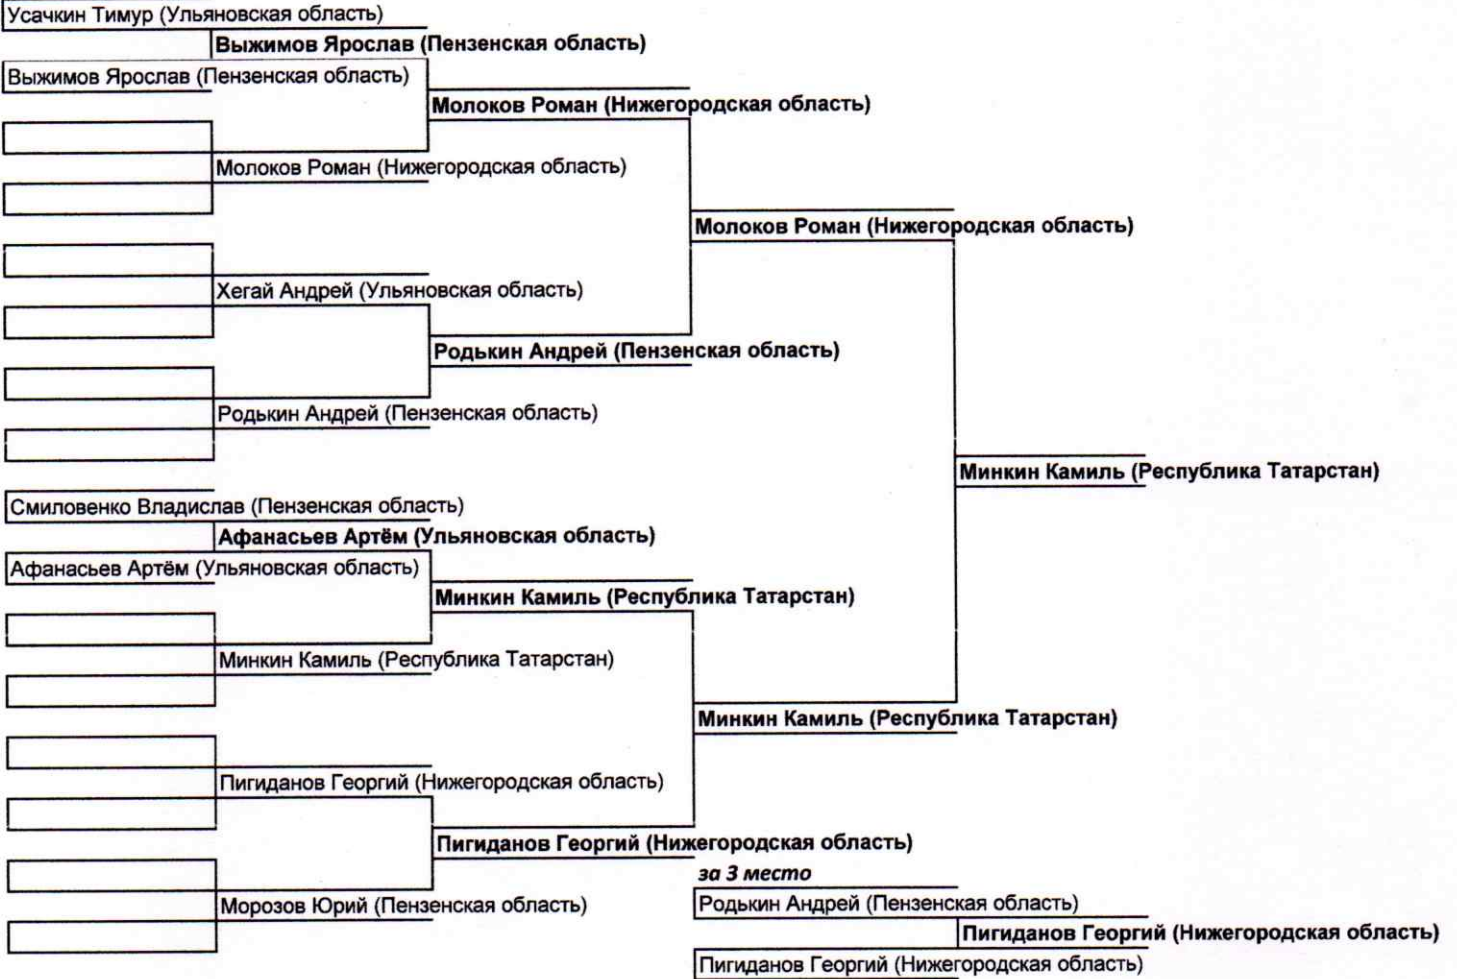 Усачкин Тимур (Ульяновская область)
Выжимов Ярослав (Пензенская область)
Выжимов Ярослав (Пензенская область)
Молоков Роман (Нижегородская область)
Молоков Роман (Нижегородская область)
Молоков Роман (Нижегородская область)
Хегай Андрей (Ульяновская область)
Родькин Андрей (Пензенская область)
Родькин Андрей (Пензенская область)
Минкин Камиль (Республика Татарстан)
Смиловенко Владислав (Пензенская область)
Афанасьев Артём (Ульяновская область)
Афанасьев Артём (Ульяновская область)
Минкин Камиль (Республика Татарстан)
Минкин Камиль (Республика Татарстан)
Минкин Камиль (Республика Татарстан)
Пигиданов Георгий (Нижегородская область)
Пигиданов Георгий (Нижегородская область)
за 3 место
Морозов Юрий (Пензенская область)
Родькин Андрей (Пензенская область)
Пигиданов Георгий (Нижегородская область)
Пигиданов Георгий (Нижегородская область)